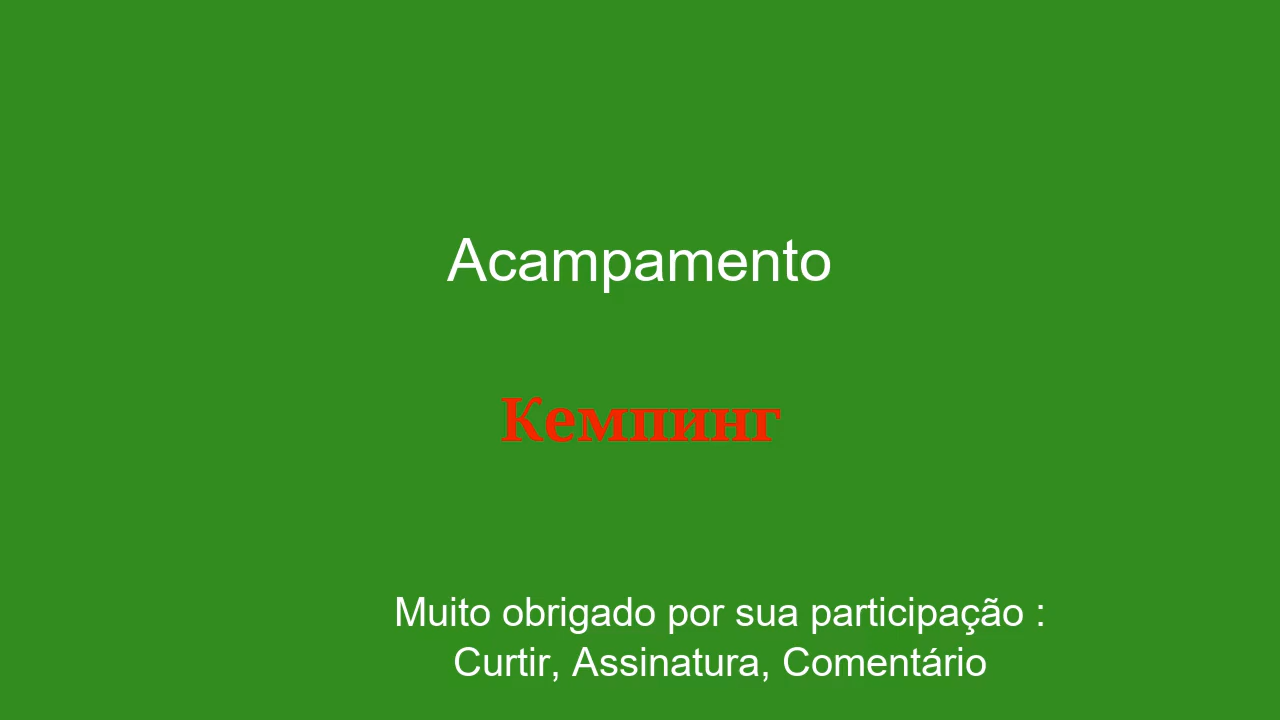 Acampamento
Кемпинг
Muito obrigado por sua participação :
Curtir, Assinatura, Comentário